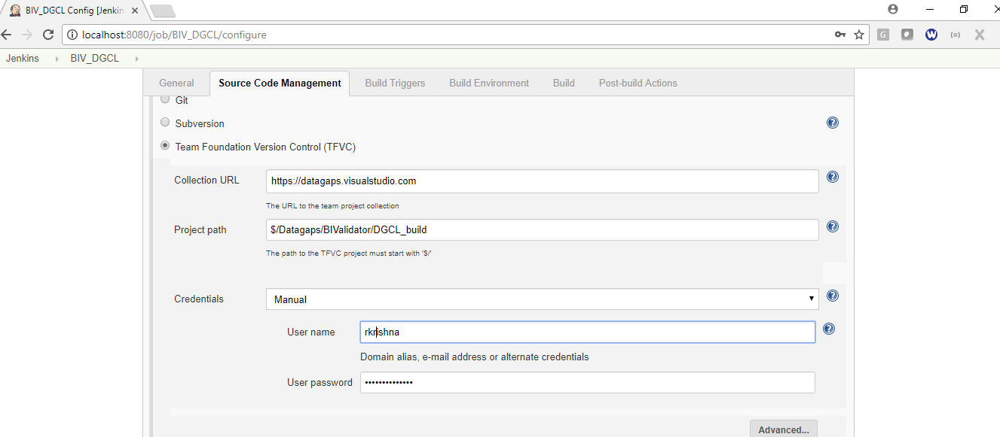 BIV_DGCL Config [Jenkin
localhost:8080/job/BIV_DGCL/configure
G
W
{≡}
X
Jenkins BIV_DGCL
General Source Code Management Build Triggers Build Environment Build Post-build Actions
Git
Subversion
Team Foundation Version Control (TFVC)
Collection URL https://datagaps.visualstudio.com
The URL to the team project collection
Project path $/Datagaps/BIValidator/DGCL_build
The path to the TFVC project must start with '$/'
Credentials Manual
User name rkrishna
Domain alias, e-mail address or alternate credentials
User password ••••••••••••••
Advanced...